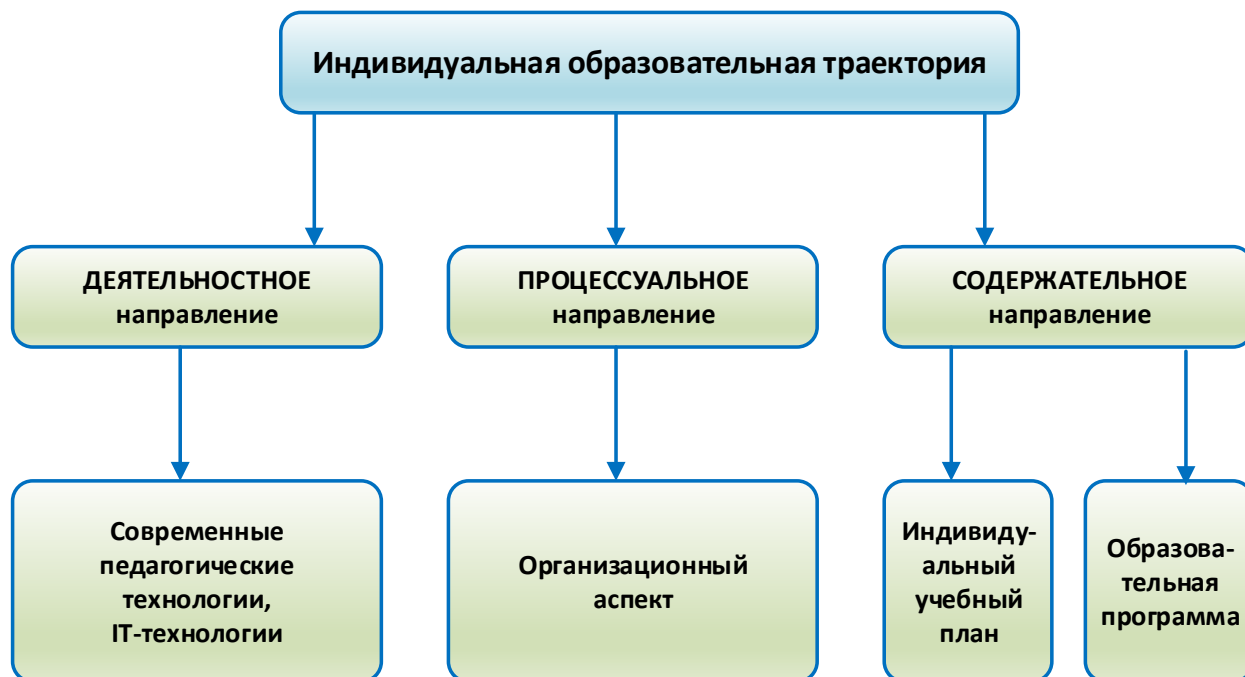 Индивидуальная образовательная траектория
ДЕЯТЕЛЬНОСТНОЕ
направление
ПРОЦЕССУАЛЬНОЕ
направление
СОДЕРЖАТЕЛЬНОЕ
направление
Современные
педагогические
технологии,
IT-технологии
Организационный
аспект
Индивиду-
альный
учебный
план
Образова-
тельная
программа